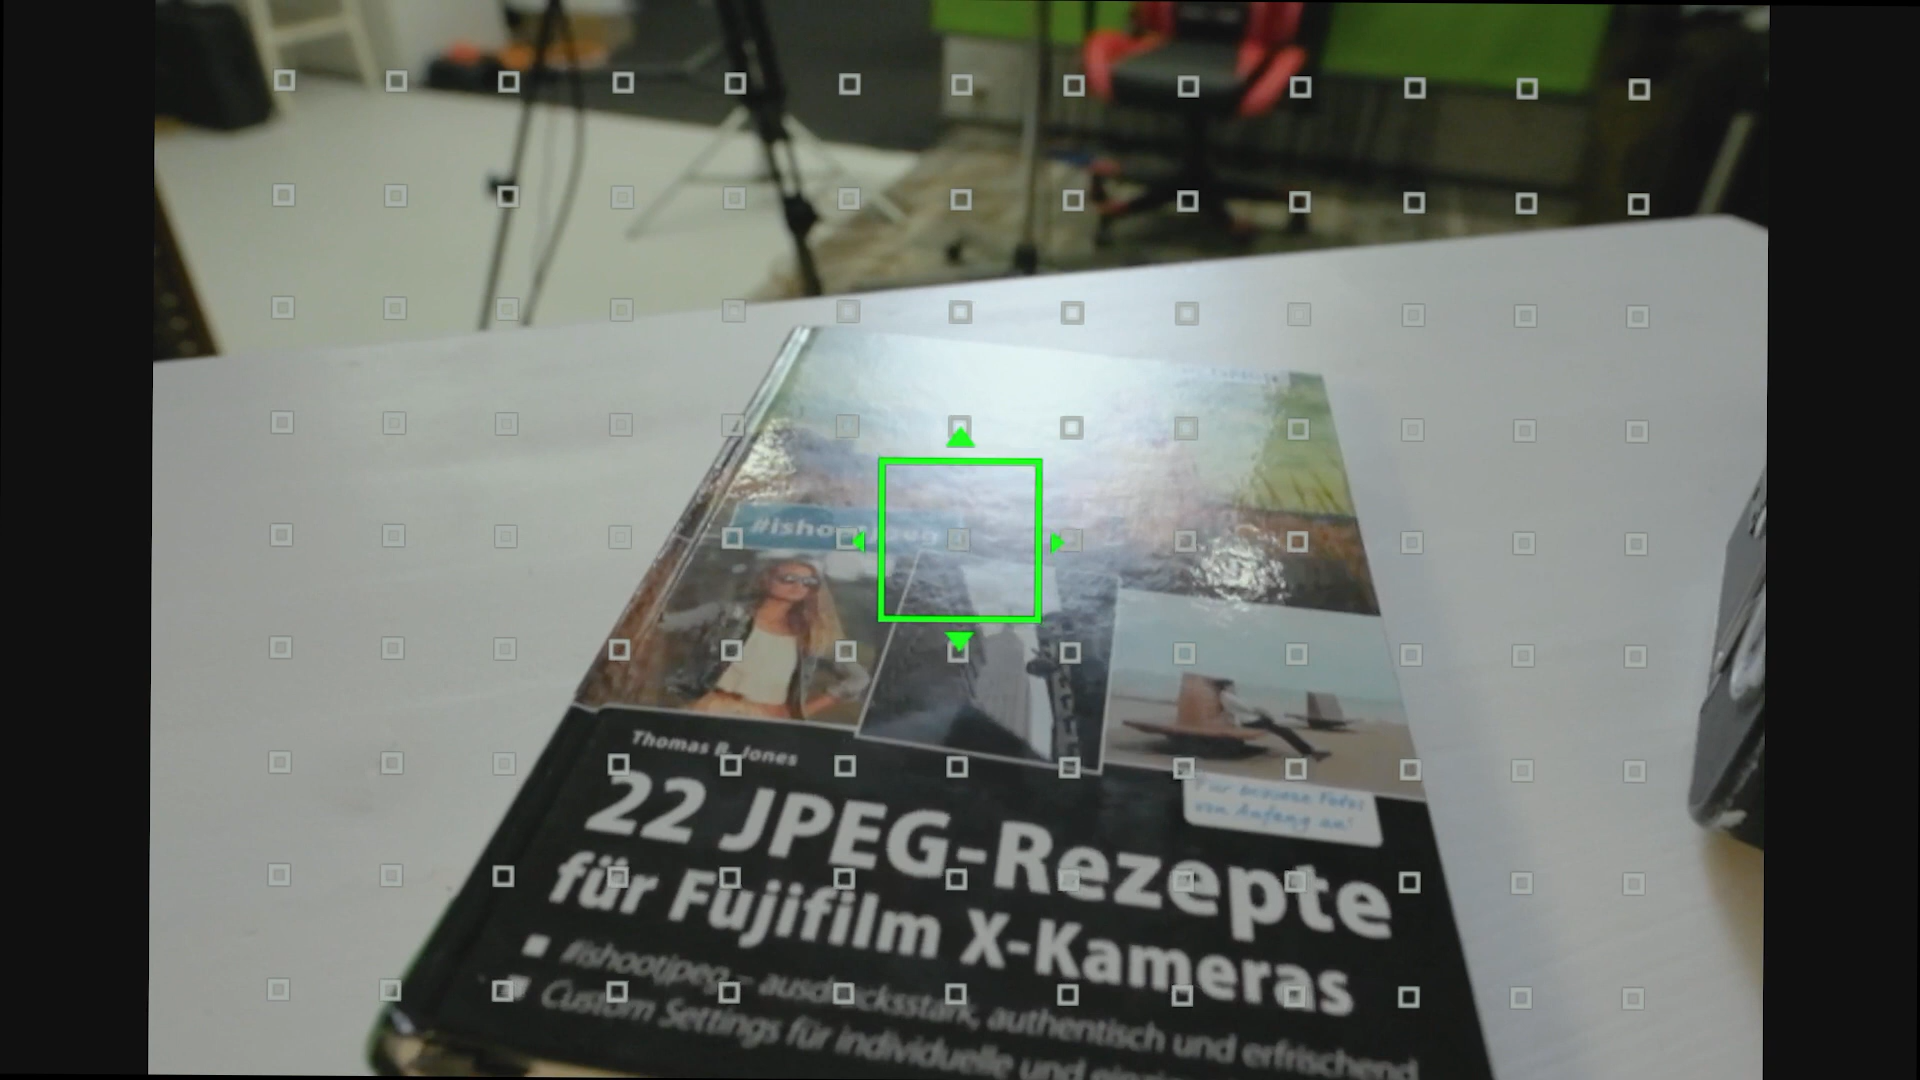 #ishootjpeg
Thomas B. Jones
Für bessere Fotos
von Anfang an!
22 JPEG-Rezepte
für Fujifilm X-Kameras
#ishootjpeg – ausdrucksstark, authentisch und erfrischend
Custom Settings für individuelle und